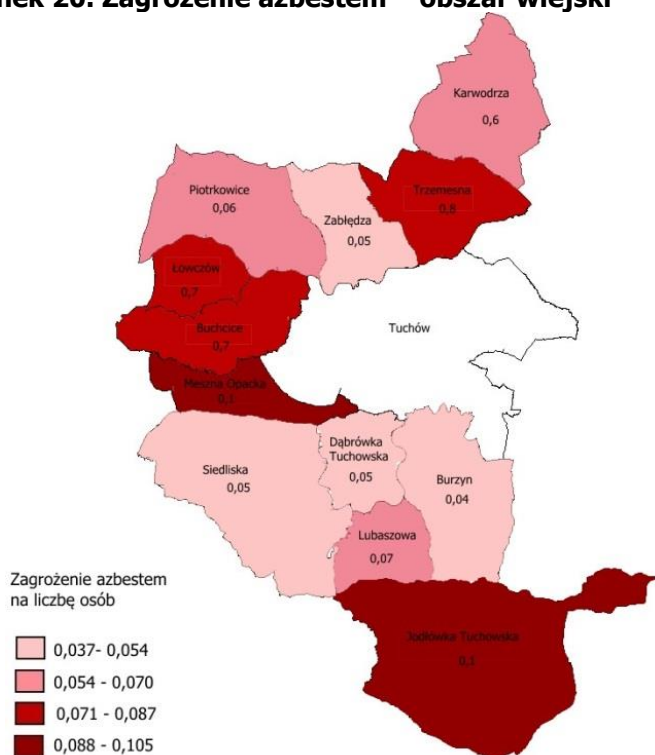 nek 20. Zagrożenie azbestem – obszar wiejski
Karwodrza
0,6
Piotrkowice
0,06
Trzemesna
0,8
Zabłędza
0,05
Łowczów
0,7
Tuchów
Buchcice
0,7
Meszna Opacka
0,1
Dąbrówka
Tuchowska
0,05
Siedliska
0,05
Burzyn
0,04
Lubaszowa
0,07
Zagrożenie azbestem
na liczbę osób
Jodłówka Tuchowska
0,1
0,037- 0,054
0,054 - 0,070
0,071 - 0,087
0,088 - 0,105